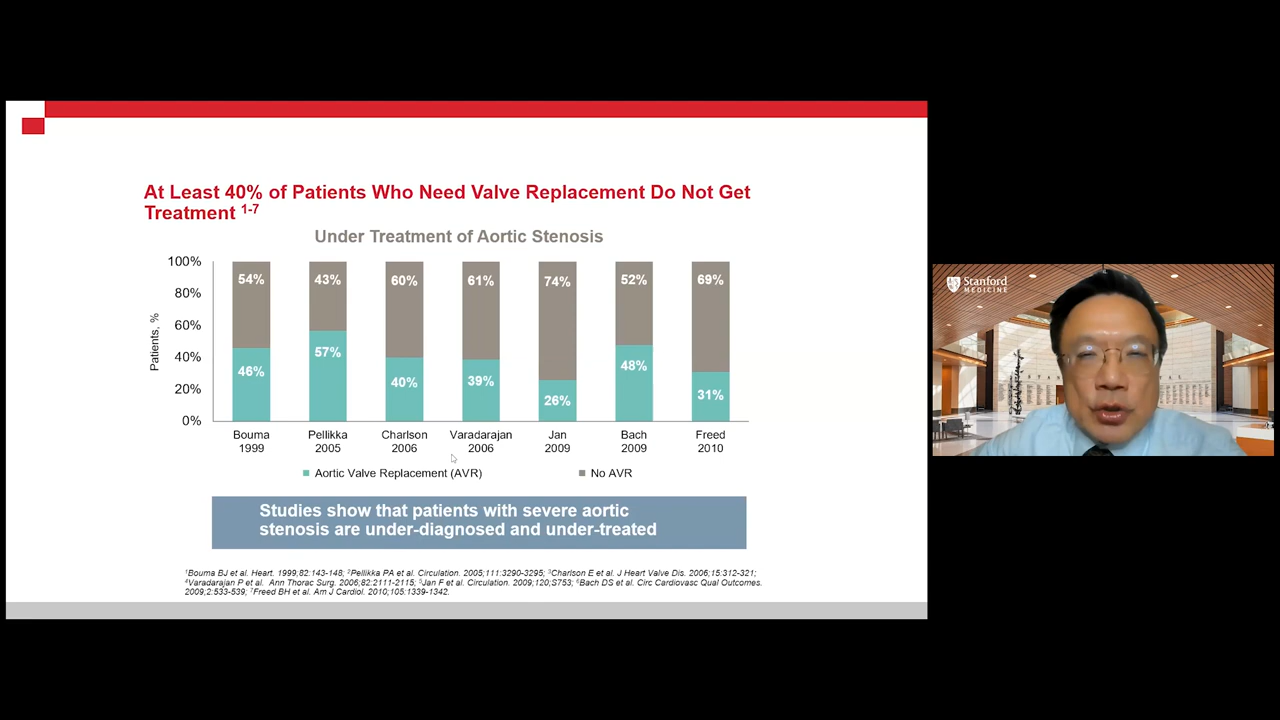 At Least 40% of Patients Who Need Valve Replacement Do Not Get
Treatment 1-7
Under Treatment of Aortic Stenosis
Patients, %
100%
80%
60%
40%
20%
0%
54%
43%
60%
61%
74%
52%
69%
46%
57%
40%
39%
26%
48%
31%
Bouma
1999
Pellikka
2005
Charlson
2006
Varadarajan
2006
Jan
2009
Bach
2009
Freed
2010
Aortic Valve Replacement (AVR)
No AVR
Studies show that patients with severe aortic
stenosis are under-diagnosed and under-treated
1Bouma BJ et al. Heart. 1999;82:143-148; 2Pellikka PA et al. Circulation. 2005;111:3290-3295; 3Charlson E et al. J Heart Valve Dis. 2006;15:312-321;
4Varadarajan P et al. Ann Thorac Surg. 2006;82:2111-2115; 5Jan F et al. Circulation. 2009;120;S753; 6Bach DS et al. Circ Cardiovasc Qual Outcomes.
2009;2:533-539; 7Freed BH et al. Am J Cardiol. 2010;105:1339-1342.
Stanford
MEDICINE